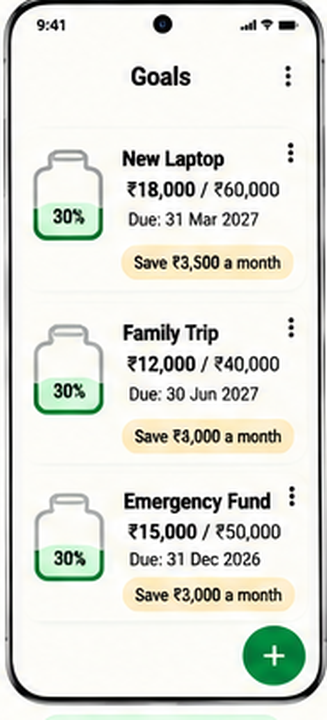 9:41
Goals
New Laptop
₹18,000 / ₹60,000
30%
Due: 31 Mar 2027
Save ₹3,500 a month
Family Trip
₹12,000 / ₹40,000
30%
Due: 30 Jun 2027
Save ₹3,000 a month
Emergency Fund
₹15,000 / ₹50,000
30%
Due: 31 Dec 2026
Save ₹3,000 a month
+